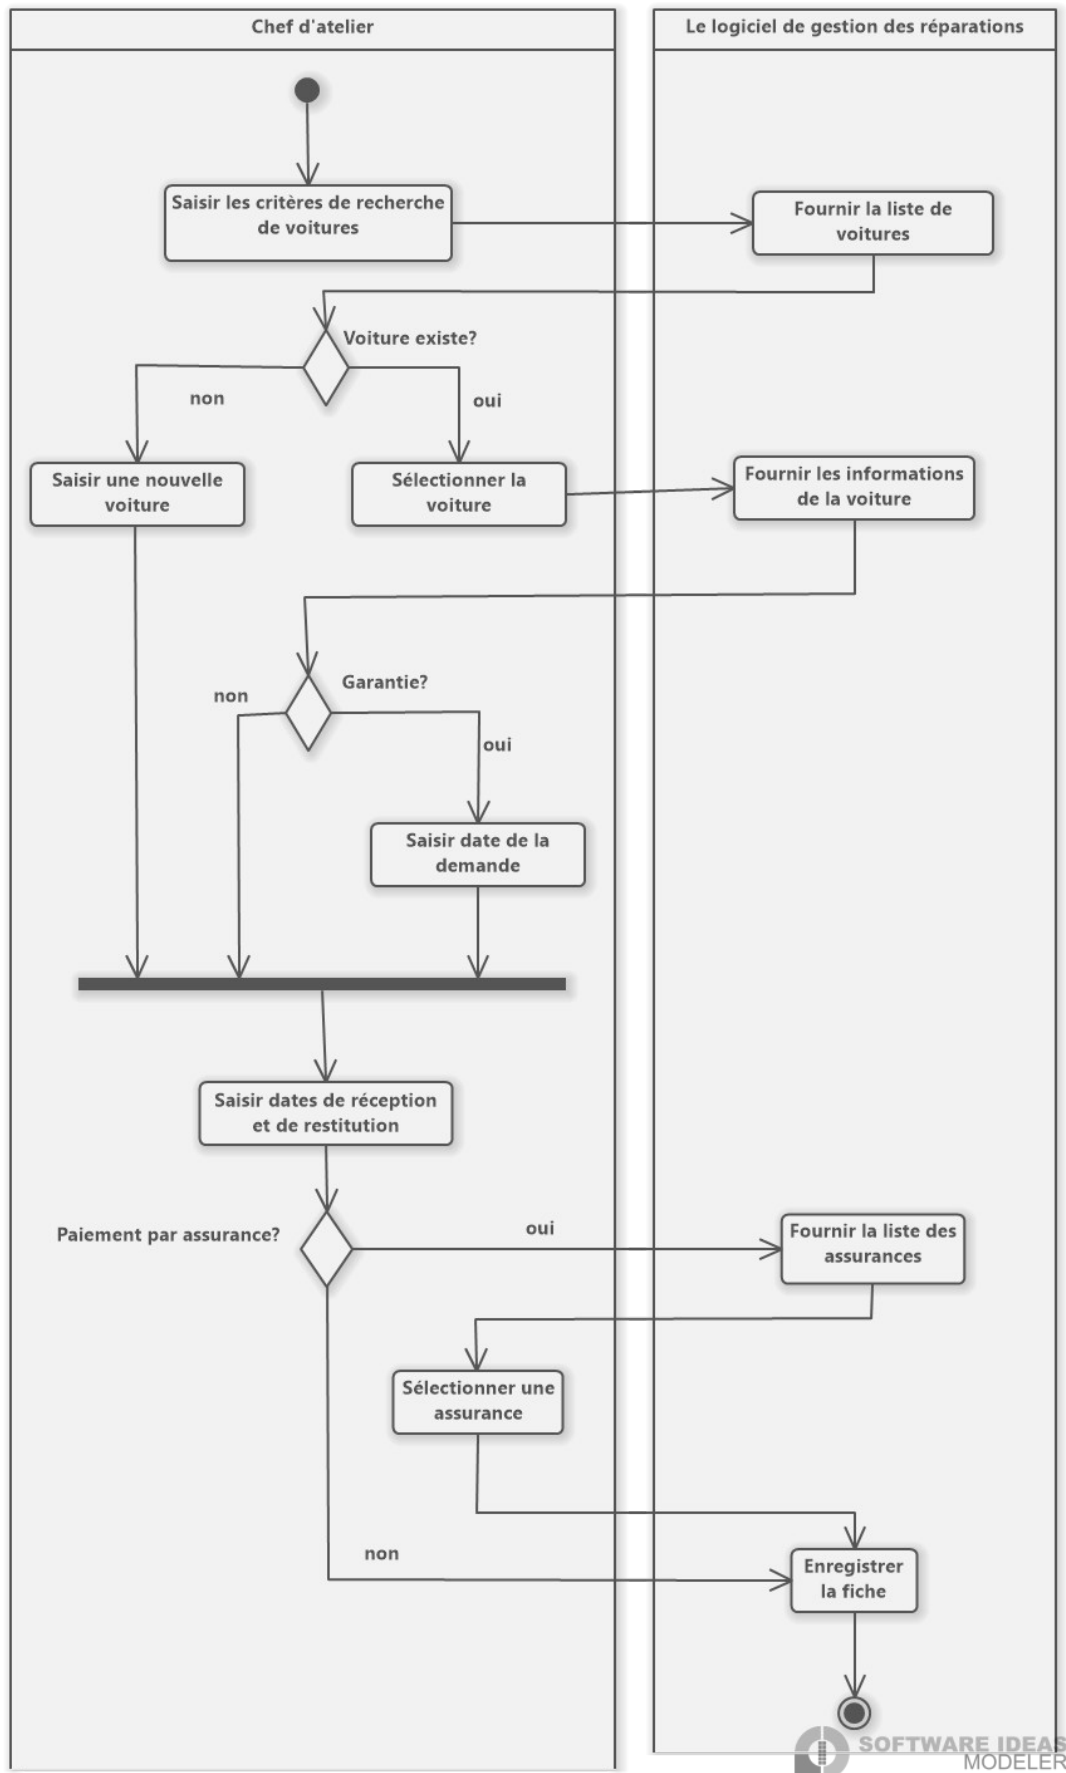 Chef d'atelier
Le logiciel de gestion des réparations
Saisir les critères de recherche
de voitures
Fournir la liste de
voitures
Voiture existe?
non
oui
Saisir une nouvelle
voiture
Sélectionner la
voiture
Fournir les informations
de la voiture
Garantie?
non
oui
Saisir date de la
demande
Saisir dates de réception
et de restitution
Paiement par assurance?
oui
Fournir la liste des
assurances
Sélectionner une
assurance
non
Enregistrer
la fiche
SOFTWARE IDEAS
MODELER